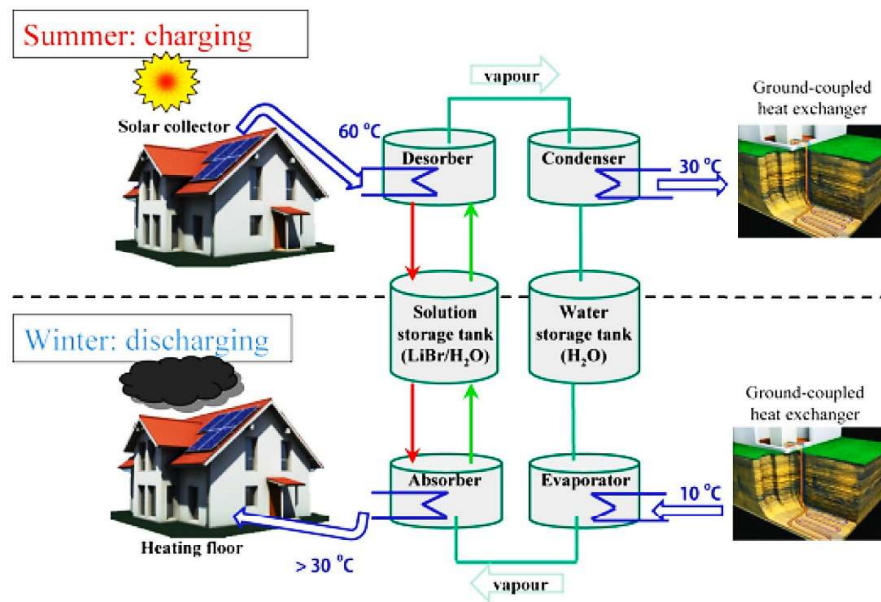 Summer: charging
vapour
Solar collector
60 °C
Desorber
Condenser
30 °C
Ground-coupled
heat exchanger
Solution
storage tank
(LiBr/H₂O)
Water
storage tank
(H₂O)
Winter: discharging
Ground-coupled
heat exchanger
Absorber
Evaporator
10 °C
Heating floor
> 30 °C
vapour